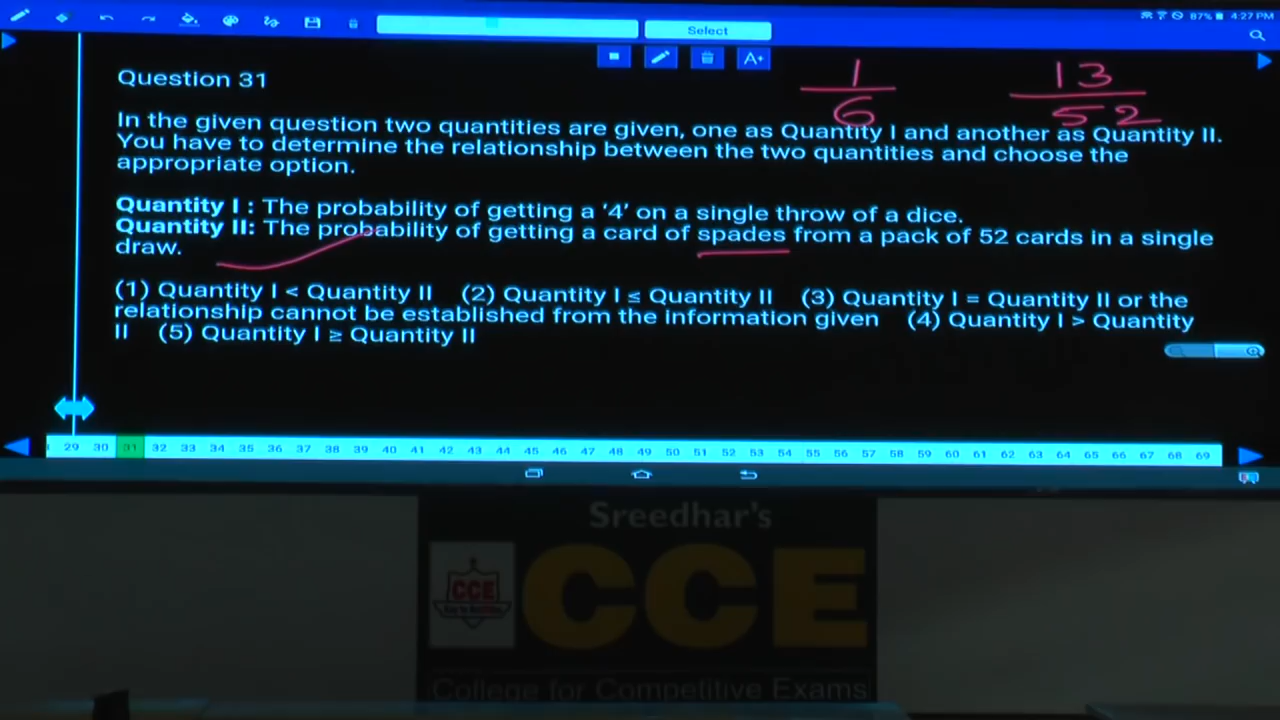 87% 4:27 PM
Select
A+
Question 31
1/6
13/52
In the given question two quantities are given, one as Quantity I and another as Quantity II.
You have to determine the relationship between the two quantities and choose the
appropriate option.
Quantity I : The probability of getting a ‘4’ on a single throw of a dice.
Quantity II: The probability of getting a card of spades from a pack of 52 cards in a single
draw.
(1) Quantity I < Quantity II (2) Quantity I ≤ Quantity II (3) Quantity I = Quantity II or the
relationship cannot be established from the information given (4) Quantity I > Quantity
II (5) Quantity I ≥ Quantity II
29 30 31 32 33 34 35 36 37 38 39 40 41 42 43 44 45 46 47 48 49 50 51 52 53 54 55 56 57 58 59 60 61 62 63 64 65 66 67 68 69
Sreedhar's
CCE
CCE
College for Competitive Exams